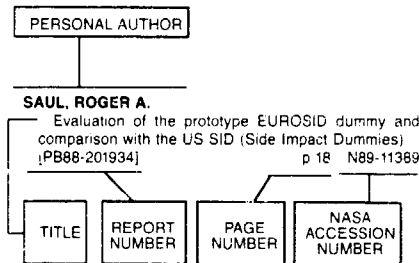 PERSONAL AUTHOR
SAUL, ROGER A.
Evaluation of the prototype EUROSID dummy and
comparison with the US SID (Side Impact Dummies)
[PB88-201934] p 18 N89-11389
TITLE
REPORT
NUMBER
PAGE
NUMBER
NASA
ACCESSION
NUMBER